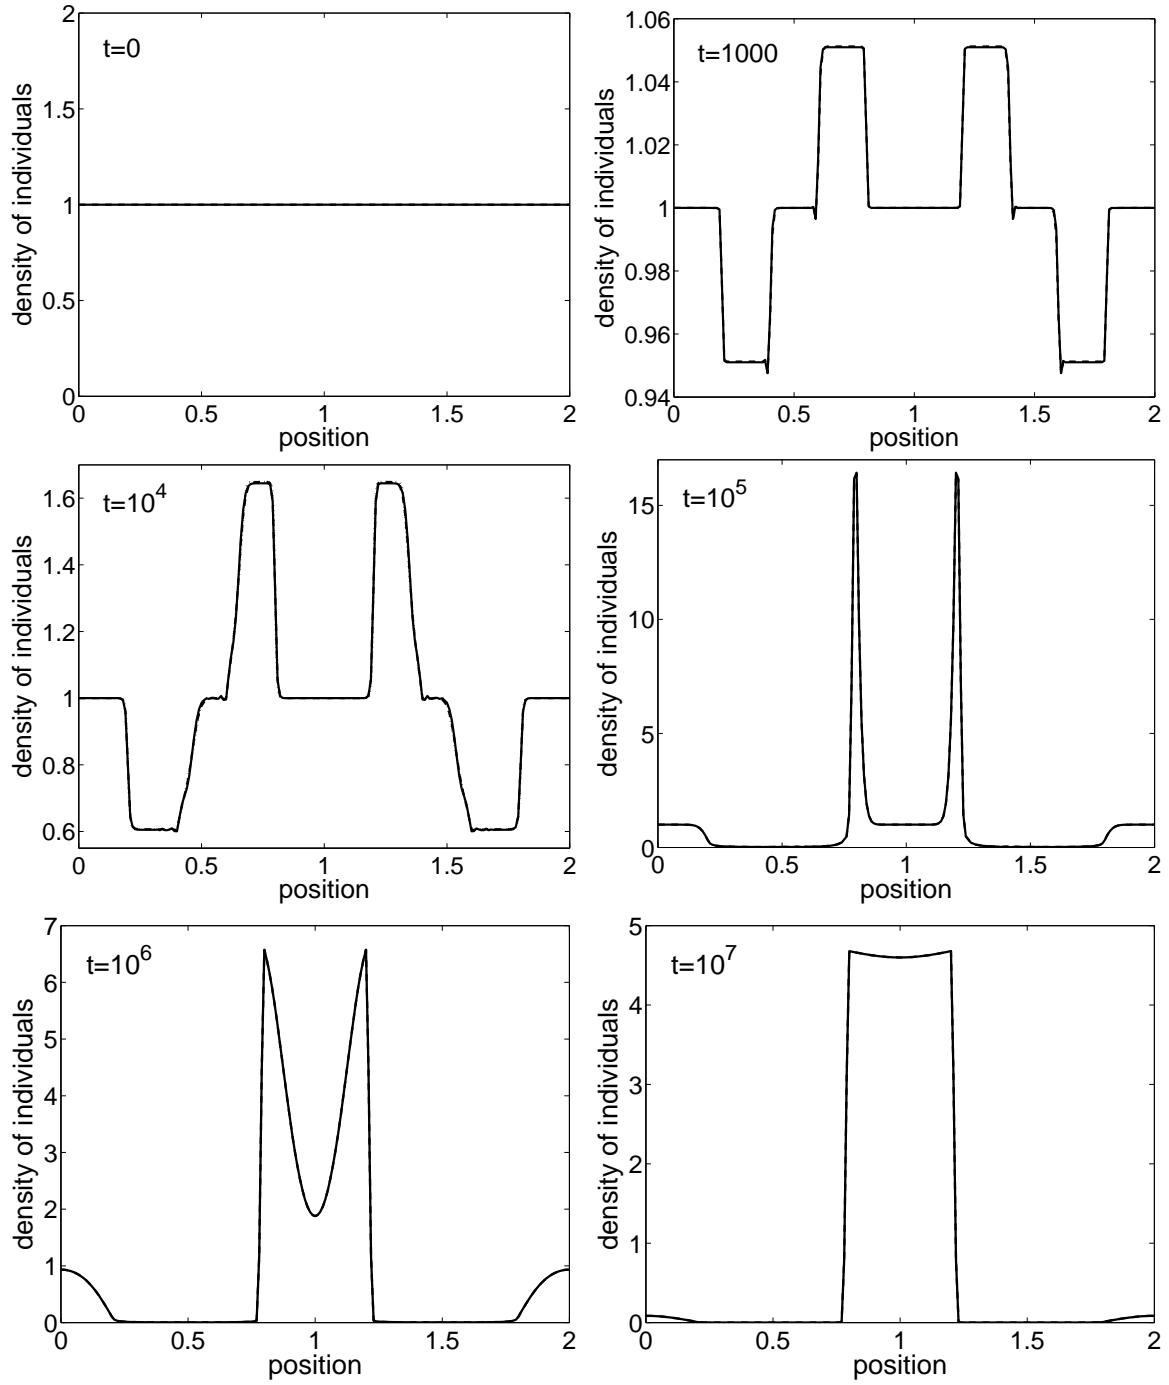 2
1.5
1
0.5
0
0 0.5 1 1.5 2
density of individuals
position
t=0
1.06
1.04
1.02
1
0.98
0.96
0.94
0 0.5 1 1.5 2
density of individuals
position
t=1000
1.6
1.4
1.2
1
0.8
0.6
0 0.5 1 1.5 2
density of individuals
position
t=10^4
15
10
5
0
0 0.5 1 1.5 2
density of individuals
position
t=10^5
7
6
5
4
3
2
1
0
0 0.5 1 1.5 2
density of individuals
position
t=10^6
5
4
3
2
1
0
0 0.5 1 1.5 2
density of individuals
position
t=10^7